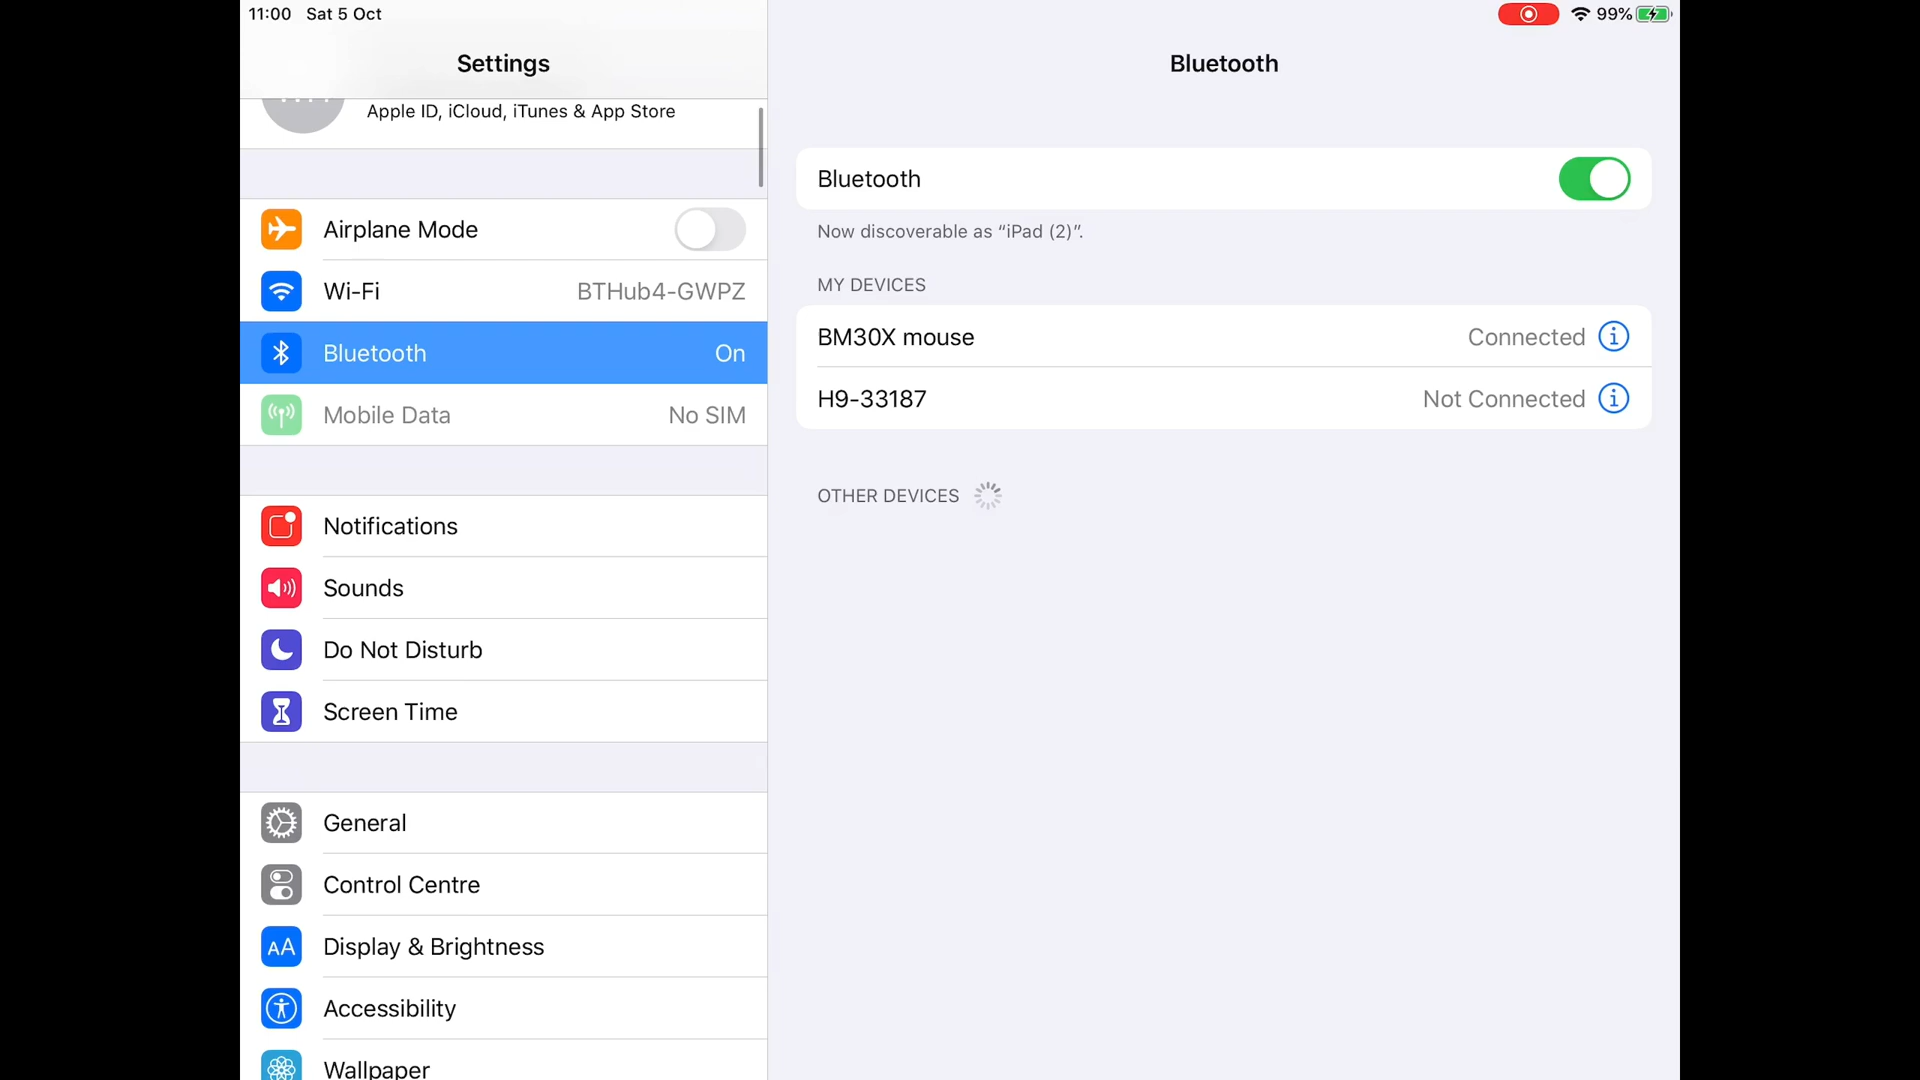 11:00 Sat 5 Oct
99%
Settings
Apple ID, iCloud, iTunes & App Store
Airplane Mode
Wi-Fi BTHub4-GWPZ
Bluetooth On
Mobile Data No SIM
Notifications
Sounds
Do Not Disturb
Screen Time
General
Control Centre
AA Display & Brightness
Accessibility
Wallpaper
Bluetooth
Bluetooth
Now discoverable as “iPad (2)”.
MY DEVICES
BM30X mouse Connected
H9-33187 Not Connected
OTHER DEVICES